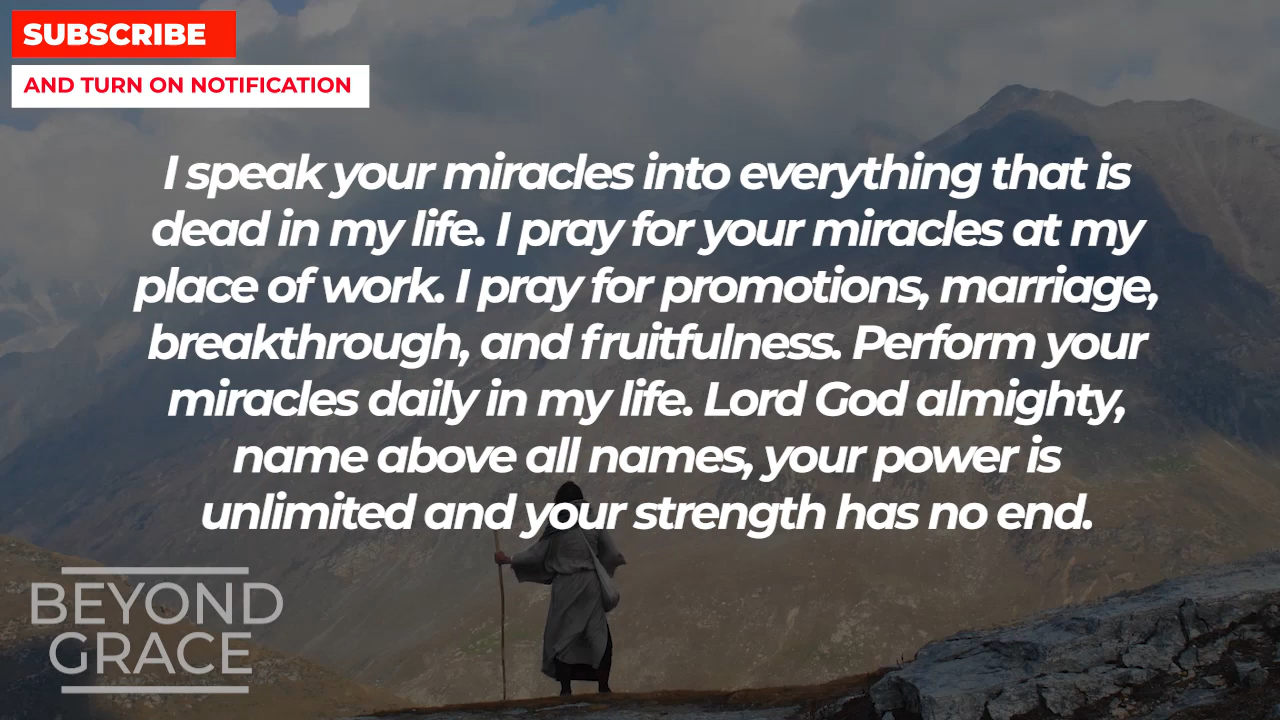 SUBSCRIBE
AND TURN ON NOTIFICATION
I speak your miracles into everything that is
dead in my life. I pray for your miracles at my
place of work. I pray for promotions, marriage,
breakthrough, and fruitfulness. Perform your
miracles daily in my life. Lord God almighty,
name above all names, your power is
unlimited and your strength has no end.
BEYOND
GRACE